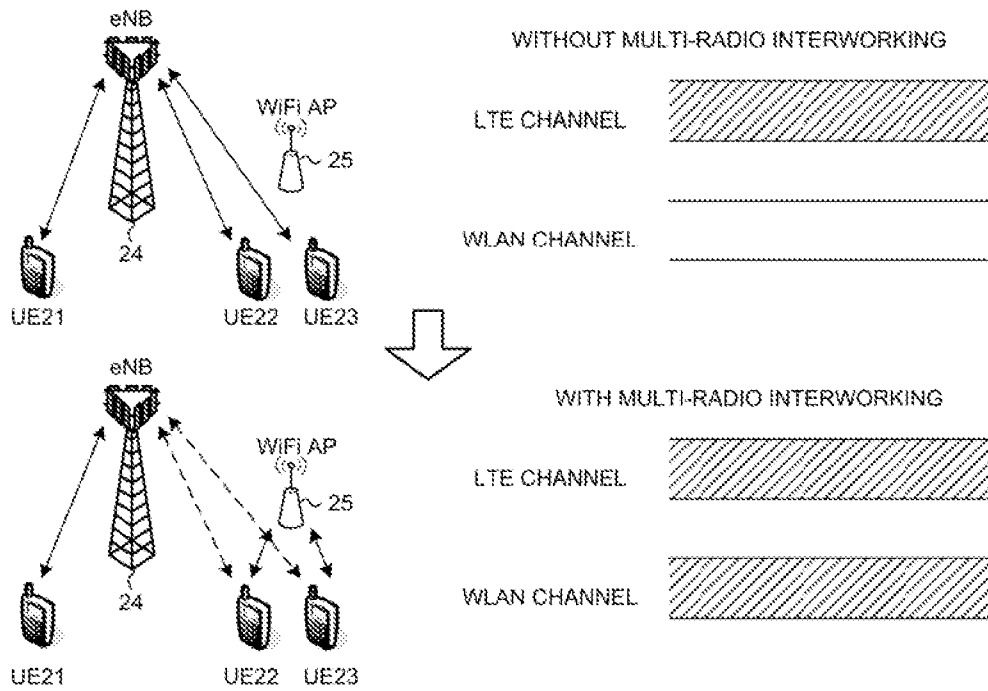 eNB
WiFi AP
25
24
UE21
UE22
UE23
WITHOUT MULTI-RADIO INTERWORKING
LTE CHANNEL
WLAN CHANNEL
eNB
WiFi AP
25
24
UE21
UE22
UE23
WITH MULTI-RADIO INTERWORKING
LTE CHANNEL
WLAN CHANNEL